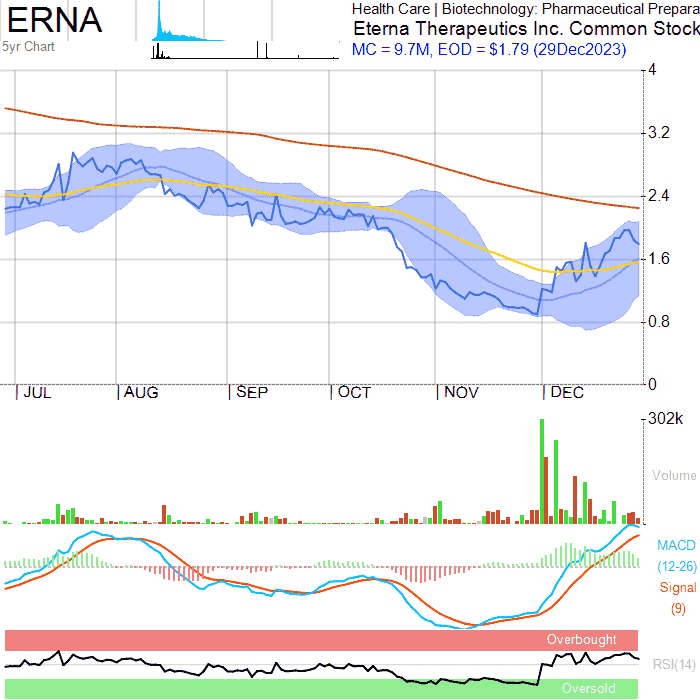 ERNA
5yr Chart
Health Care | Biotechnology: Pharmaceutical Prepara
Eterna Therapeutics Inc. Common Stock
MC = 9.7M, EOD = $1.79 (29Dec2023)
4
3.2
2.4
1.6
0.8
0
JUL AUG SEP OCT NOV DEC
302k
Volume
MACD
(12-26)
Signal
(9)
Overbought
RSI(14)
Oversold